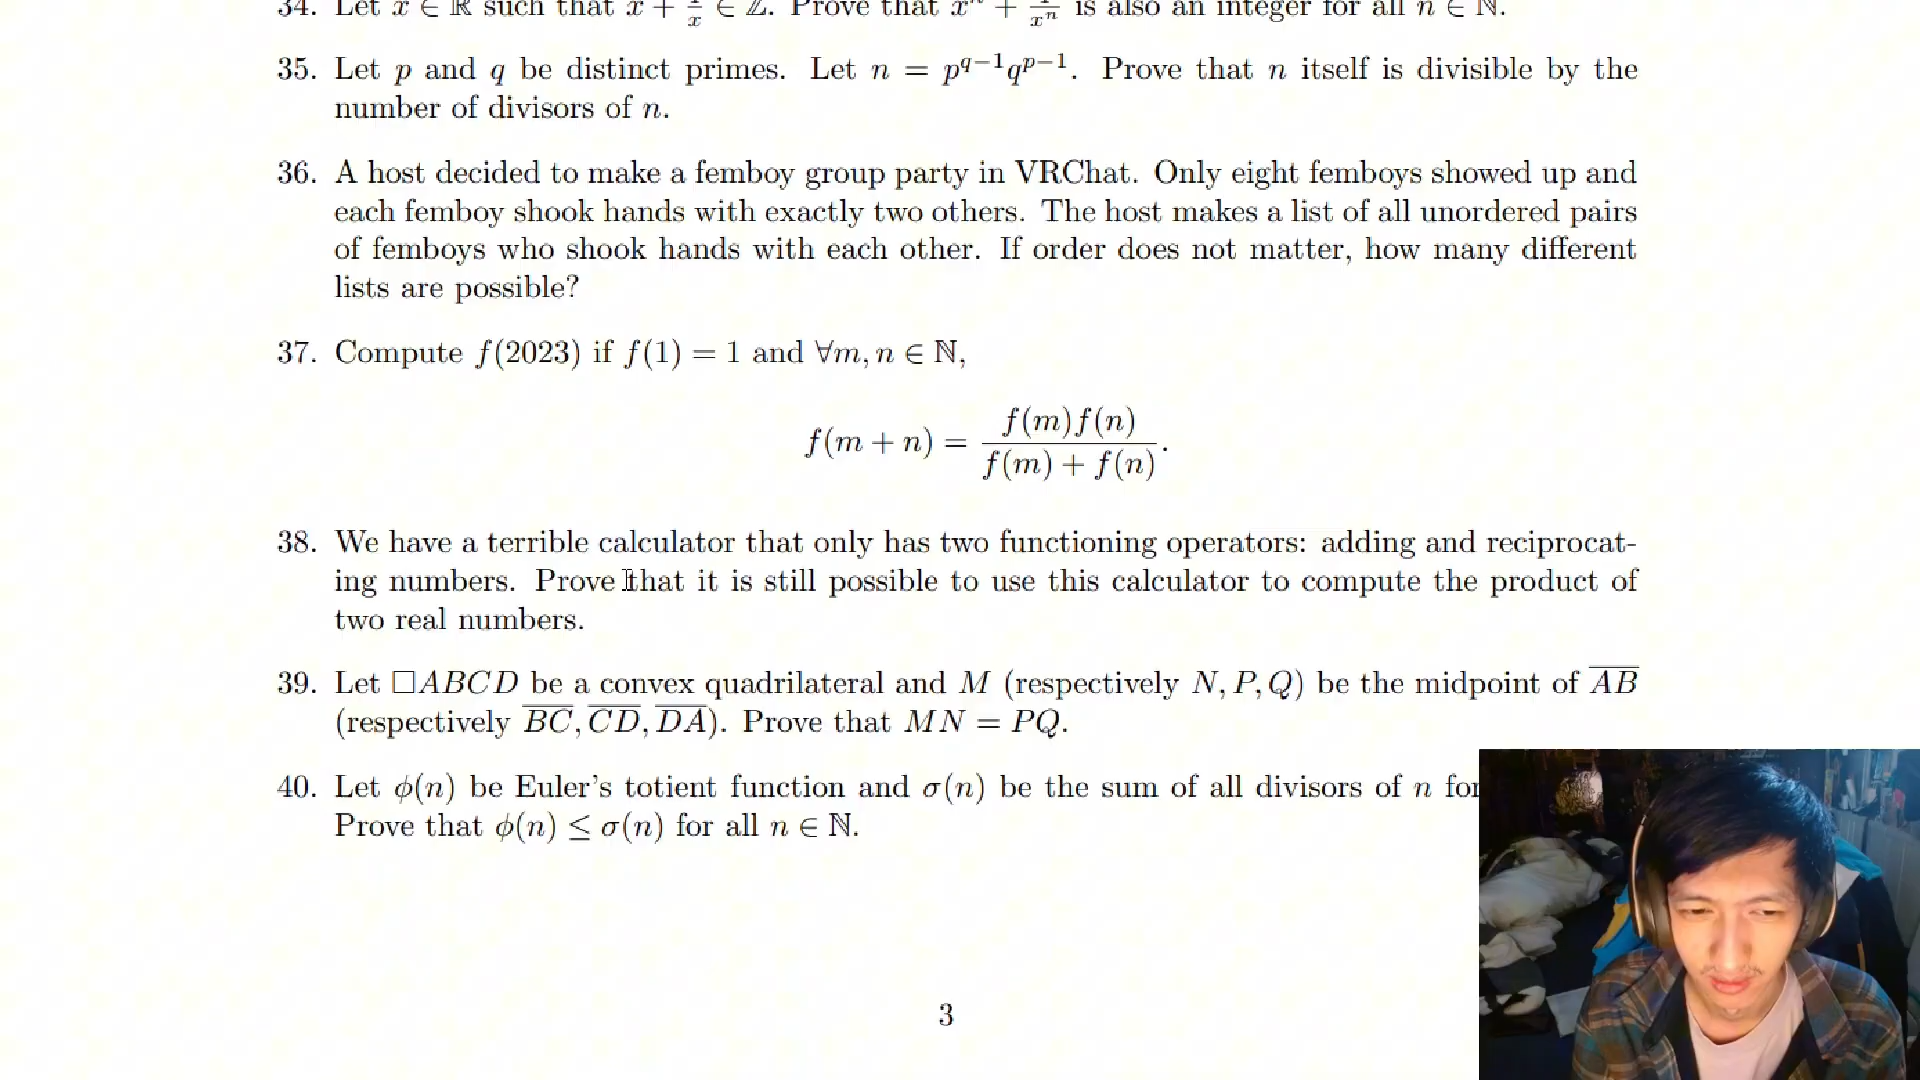 34. Let x ∈ ℝ such that x + 1/x ∈ ℤ. Prove that xⁿ + 1/xⁿ is also an integer for all n ∈ ℕ.
35. Let p and q be distinct primes. Let n = p^{q−1}q^{p−1}. Prove that n itself is divisible by the
number of divisors of n.
36. A host decided to make a femboy group party in VRChat. Only eight femboys showed up and
each femboy shook hands with exactly two others. The host makes a list of all unordered pairs
of femboys who shook hands with each other. If order does not matter, how many different
lists are possible?
37. Compute f(2023) if f(1) = 1 and ∀m, n ∈ ℕ,
f(m + n) = f(m)f(n) / f(m) + f(n).
38. We have a terrible calculator that only has two functioning operators: adding and reciprocat-
ing numbers. Prove that it is still possible to use this calculator to compute the product of
two real numbers.
39. Let □ABCD be a convex quadrilateral and M (respectively N, P, Q) be the midpoint of A̅B̅
(respectively B̅C̅, C̅D̅, D̅A̅). Prove that MN = PQ.
40. Let ϕ(n) be Euler's totient function and σ(n) be the sum of all divisors of n for
Prove that ϕ(n) ≤ σ(n) for all n ∈ ℕ.
3